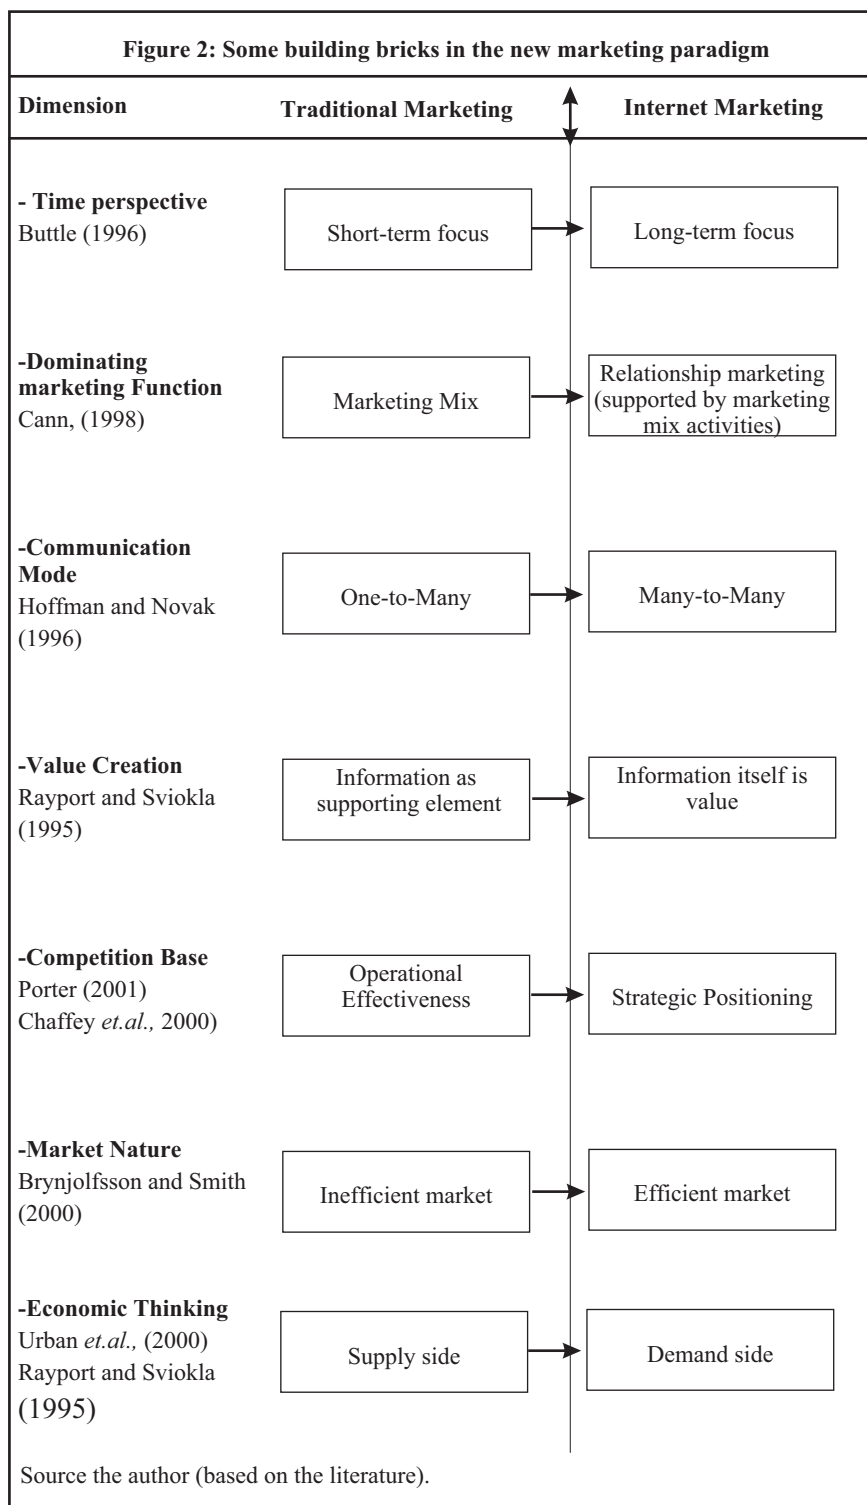 Figure 2: Some building bricks in the new marketing paradigm
Dimension
Traditional Marketing
Internet Marketing
- Time perspective
Buttle (1996)
Short-term focus
Long-term focus
-Dominating
marketing Function
Cann, (1998)
Marketing Mix
Relationship marketing
(supported by marketing
mix activities)
-Communication
Mode
Hoffman and Novak
(1996)
One-to-Many
Many-to-Many
-Value Creation
Rayport and Sviokla
(1995)
Information as
supporting element
Information itself is
value
-Competition Base
Porter (2001)
Chaffey et.al., 2000)
Operational
Effectiveness
Strategic Positioning
-Market Nature
Brynjolfsson and Smith
(2000)
Inefficient market
Efficient market
-Economic Thinking
Urban et.al., (2000)
Rayport and Sviokla
(1995)
Supply side
Demand side
Source the author (based on the literature).